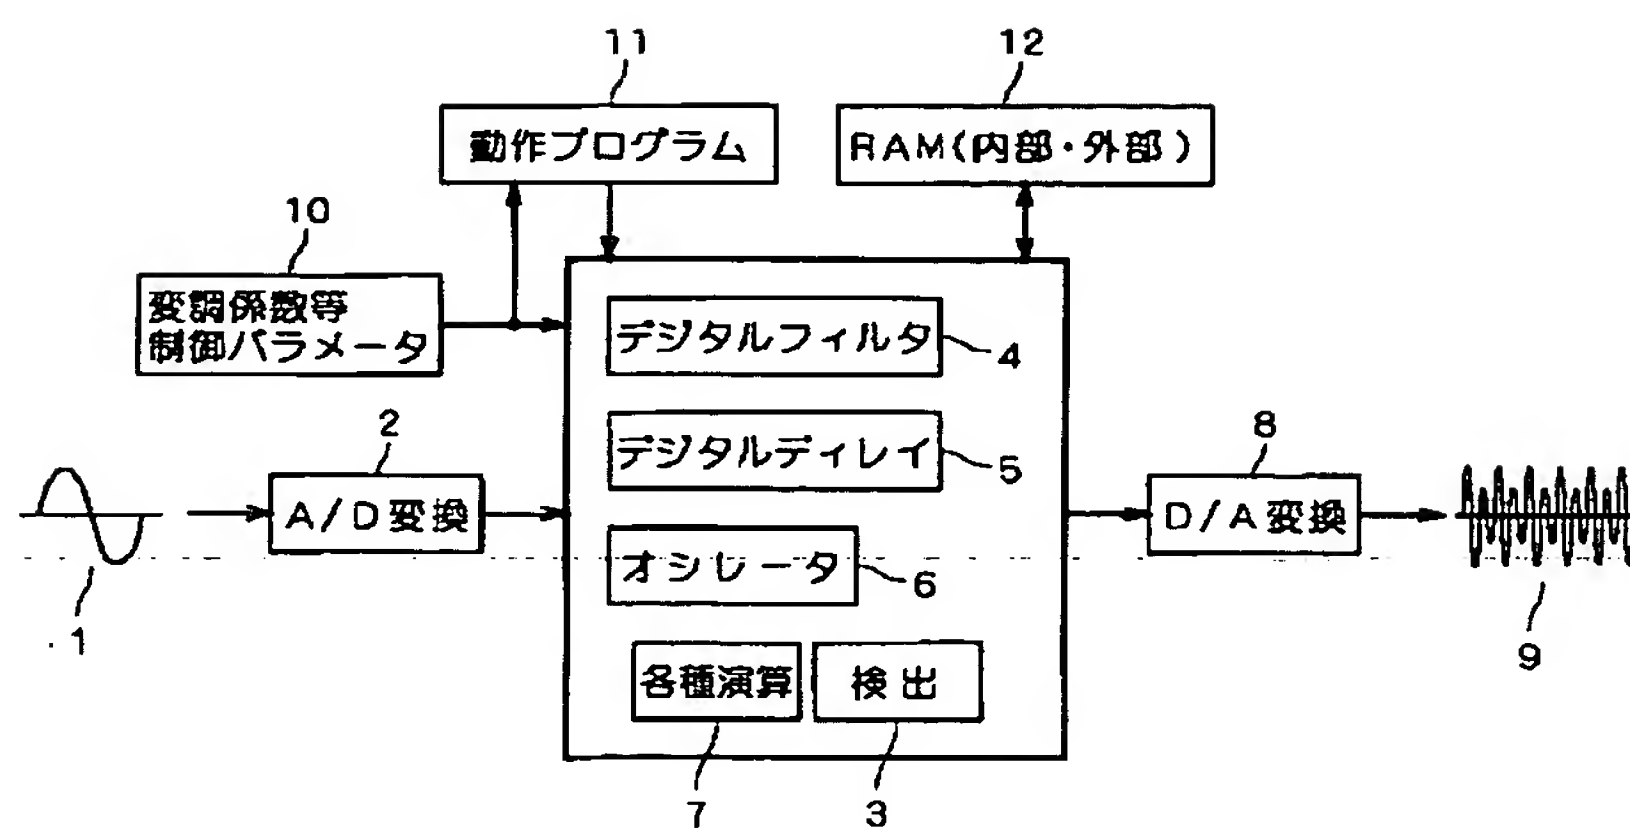 11
12
動作プログラム
RAM(内部・外部)
10
変調係数等
制御パラメータ
デジタルフィルタ
4
2
8
デジタルディレイ
5
A/D変換
D/A変換
オシレータ
6
1
9
各種演算
検出
7
3